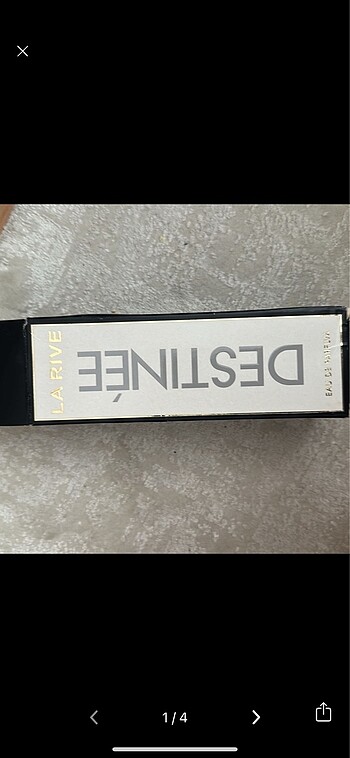 LA RIVE
DESTINÉE
EAU DE PARFUM
1/4